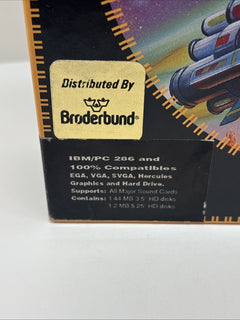 Distributed By
Brøderbund®
IBM/PC 286 and
100% Compatibles
EGA, VGA, SVGA, Hercules
Graphics and Hard Drive.
Supports: All Major Sound Cards
Contains: 1.44 MB 3.5" HD disks
1.2 MB 5.25" HD disks